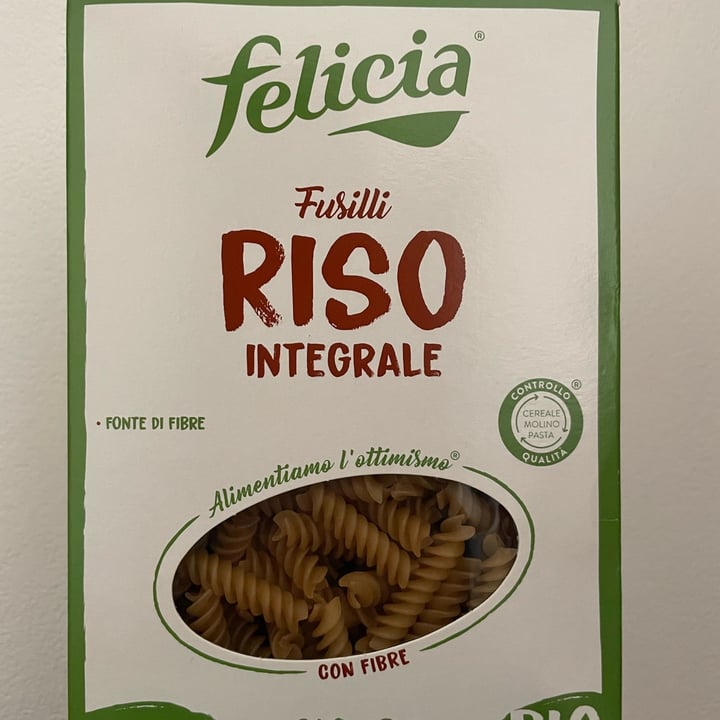 felicia®
Fusilli
RISO
INTEGRALE
• FONTE DI FIBRE
CONTROLLO®
CEREALE
MOLINO
PASTA
QUALITÀ
Alimentiamo l'ottimismo®
CON FIBRE